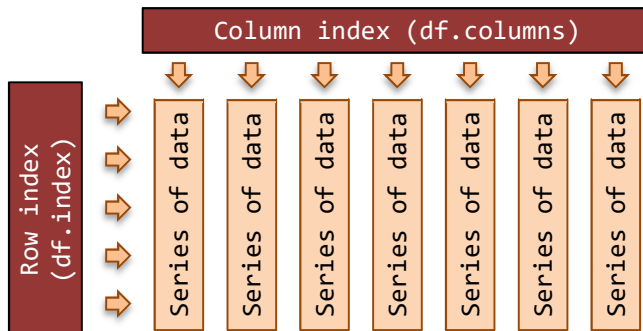 Column index (df.columns)
Row index
(df.index)
Series of data
Series of data
Series of data
Series of data
Series of data
Series of data
Series of data